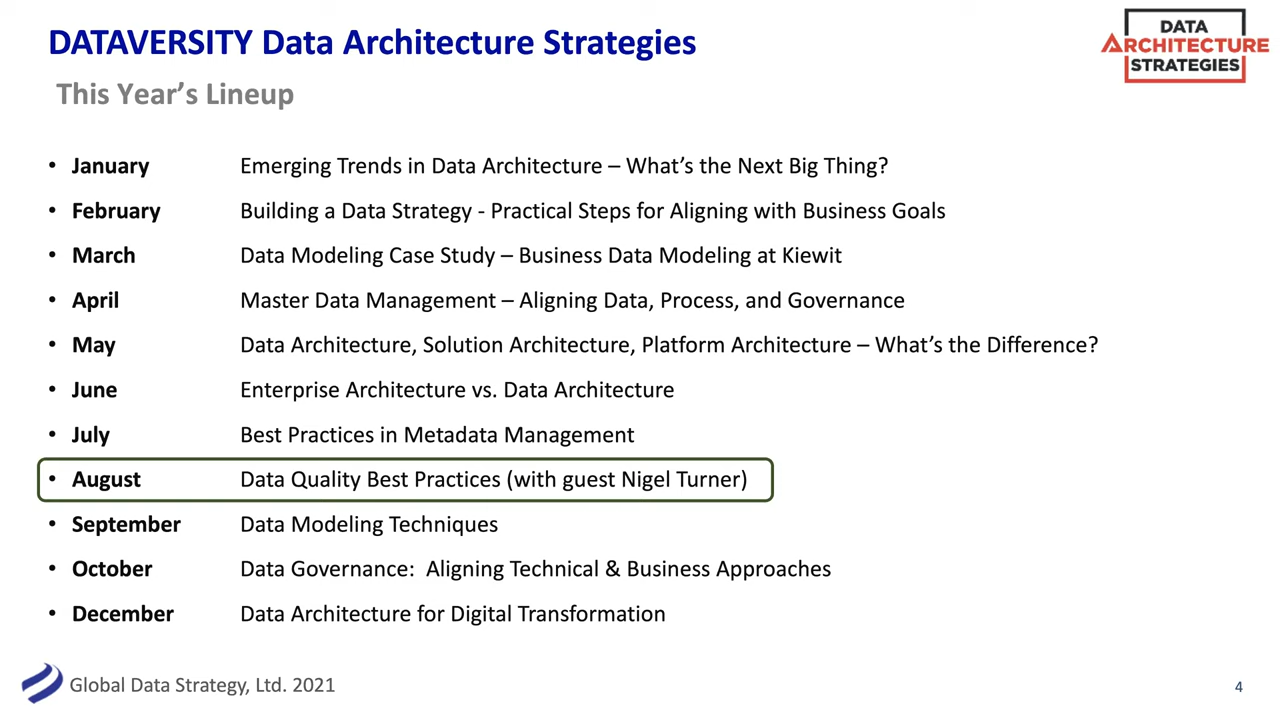 DATAVERSITY Data Architecture Strategies
DATA
ARCHITECTURE
STRATEGIES
This Year’s Lineup
• January Emerging Trends in Data Architecture – What’s the Next Big Thing?
• February Building a Data Strategy - Practical Steps for Aligning with Business Goals
• March Data Modeling Case Study – Business Data Modeling at Kiewit
• April Master Data Management – Aligning Data, Process, and Governance
• May Data Architecture, Solution Architecture, Platform Architecture – What’s the Difference?
• June Enterprise Architecture vs. Data Architecture
• July Best Practices in Metadata Management
• August Data Quality Best Practices (with guest Nigel Turner)
• September Data Modeling Techniques
• October Data Governance: Aligning Technical & Business Approaches
• December Data Architecture for Digital Transformation
Global Data Strategy, Ltd. 2021
4